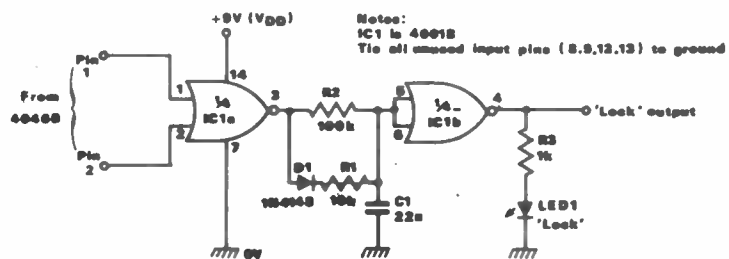 +9V (VDD)
Notes:
IC1 is 4001B
Tie all unused input pins (8,9,12,13) to ground
Pin
1
From
4046B
Pin
2
1
2
14
1/4
IC1a
7
3
R2
100k
D1
1N4148
R1
10k
C1
22n
5
6
1/4
IC1b
4
'Lock' output
R3
1k
LED1
'Lock'
0V